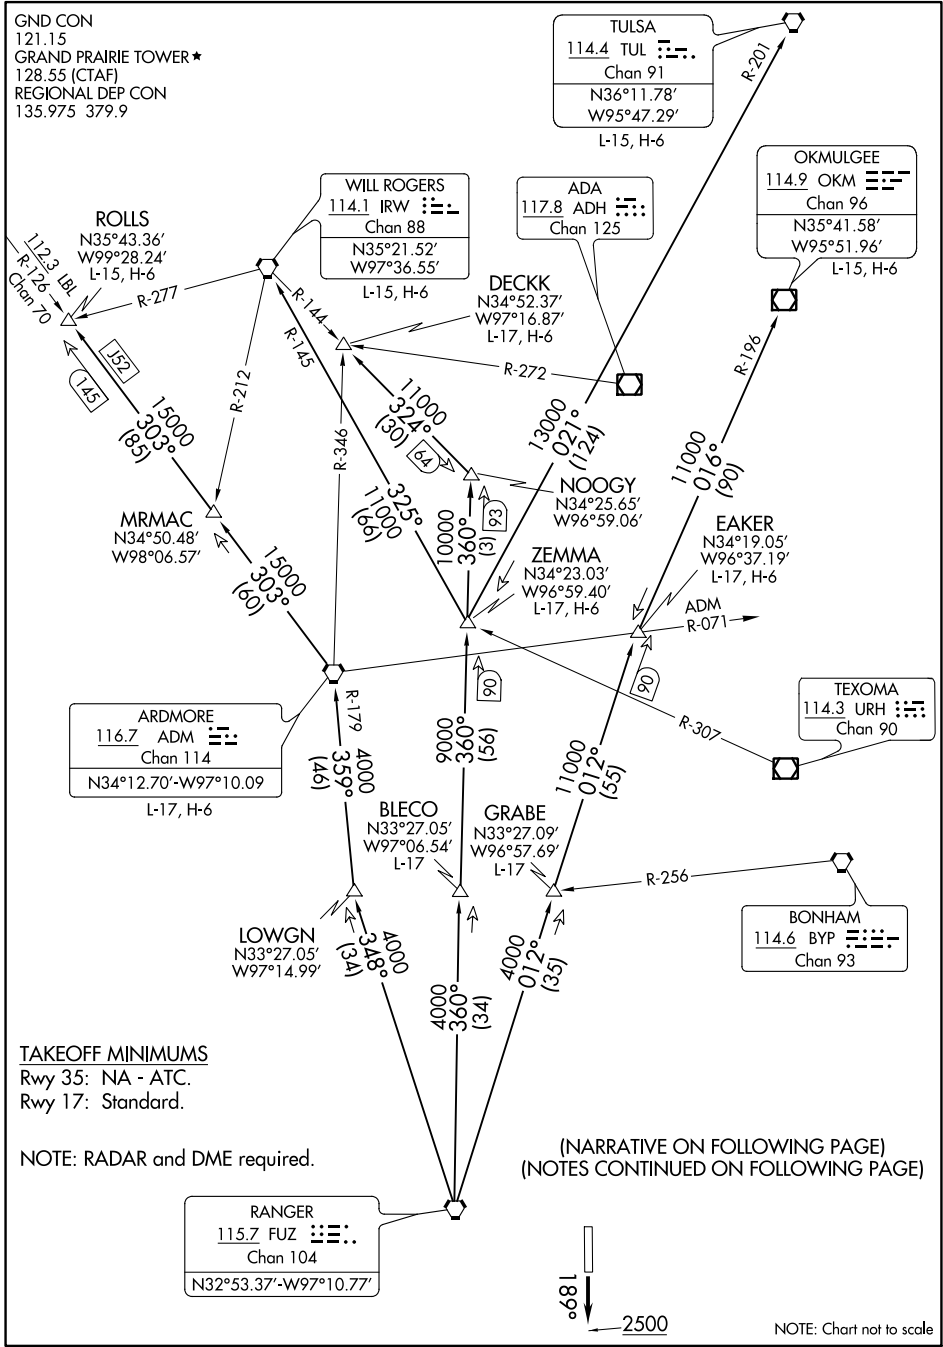 GND CON
121.15
GRAND PRAIRIE TOWER★
128.55 (CTAF)
REGIONAL DEP CON
135.975 379.9
TULSA
114.4 TUL
Chan 91
N36°11.78'
W95°47.29'
L-15, H-6
R-201
OKMULGEE
114.9 OKM
Chan 96
N35°41.58'
W95°51.96'
L-15, H-6
WILL ROGERS
114.1 IRW
Chan 88
N35°21.52'
W97°36.55'
L-15, H-6
ADA
117.8 ADH
Chan 125
ROLLS
N35°43.36'
W99°28.24'
L-15, H-6
112.3 LBL
R-126
Chan 70
R-277
R-144
R-145
R-212
DECKK
N34°52.37'
W97°16.87'
L-17, H-6
R-272
R-196
J52
145
15000
303°
(85)
11000
324°
(30)
64
R-346
325°
11000
(66)
13000
021°
(124)
11000
016°
(90)
NOOGY
N34°25.65'
W96°59.06'
93
10000
360°
(3)
MRMAC
N34°50.48'
W98°06.57'
15000
303°
(60)
ZEMMA
N34°23.03'
W96°59.40'
L-17, H-6
EAKER
N34°19.05'
W96°37.19'
L-17, H-6
ADM
R-071
90
90
R-179
R-307
ARDMORE
116.7 ADM
Chan 114
N34°12.70'-W97°10.09
L-17, H-6
TEXOMA
114.3 URH
Chan 90
4000
359°
(46)
9000
360°
(56)
11000
012°
(55)
BLECO
N33°27.05'
W97°06.54'
L-17
GRABE
N33°27.09'
W96°57.69'
L-17
R-256
BONHAM
114.6 BYP
Chan 93
LOWGN
N33°27.05'
W97°14.99'
4000
348°
(34)
4000
360°
(34)
4000
012°
(35)
TAKEOFF MINIMUMS
Rwy 35: NA - ATC.
Rwy 17: Standard.
NOTE: RADAR and DME required.
(NARRATIVE ON FOLLOWING PAGE)
(NOTES CONTINUED ON FOLLOWING PAGE)
RANGER
115.7 FUZ
Chan 104
N32°53.37'-W97°10.77'
189°
2500
NOTE: Chart not to scale